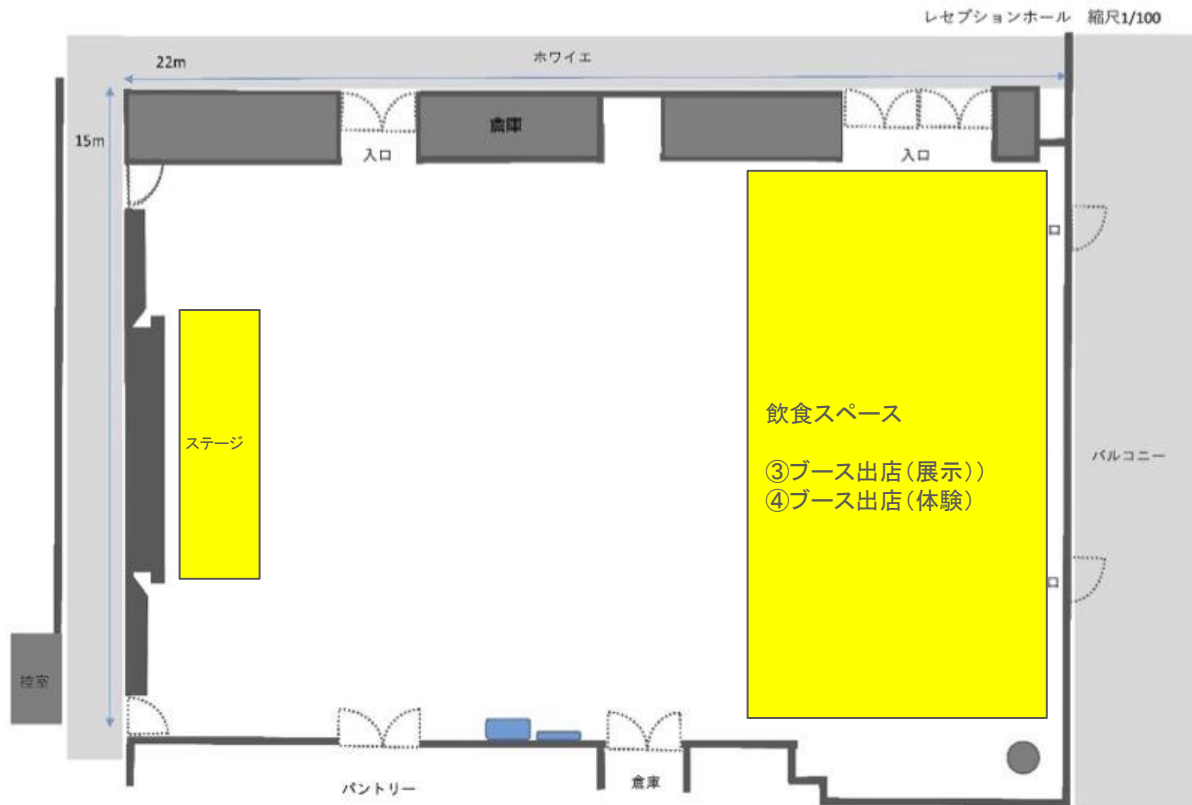 レセプションホール 縮尺1/100
ホワイエ
22m
15m
倉庫
入口
入口
口
ステージ
飲食スペース
③ブース出店(展示))
④ブース出店(体験)
バルコニー
口
控室
パントリー
倉庫